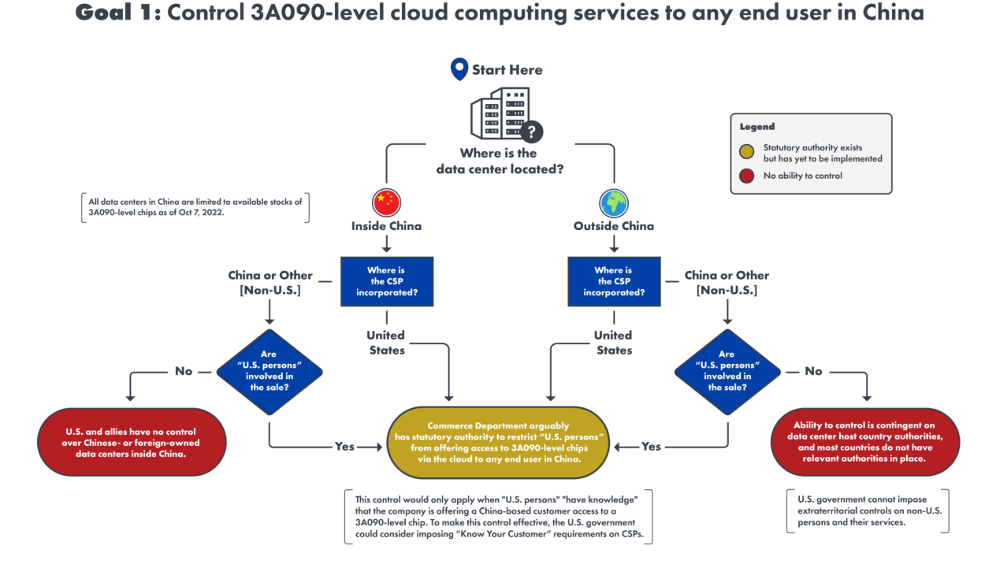 Goal 1: Control 3A090-level cloud computing services to any end user in China
Start Here
?
Where is the
data center located?
Legend
Statutory authority exists
but has yet to be implemented
No ability to control
All data centers in China are limited to available stocks of
3A090-level chips as of Oct 7, 2022.
Inside China
Outside China
China or Other
[Non-U.S.]
Where is
the CSP
incorporated?
Where is
the CSP
incorporated?
China or Other
[Non-U.S.]
United
States
United
States
Are
“U.S. persons”
involved in
the sale?
No
Are
“U.S. persons”
involved in
the sale?
No
U.S. and allies have no control
over Chinese- or foreign-owned
data centers inside China.
Yes
Commerce Department arguably
has statutory authority to restrict “U.S. persons”
from offering access to 3A090-level chips
via the cloud to any end user in China.
Yes
Ability to control is contingent on
data center host country authorities,
and most countries do not have
relevant authorities in place.
This control would only apply when "U.S. persons" "have knowledge"
that the company is offering a China-based customer access to a
3A090-level chip. To make this control effective, the U.S. government
could consider imposing “Know Your Customer” requirements on CSPs.
U.S. government cannot impose
extraterritorial controls on non-U.S.
persons and their services.